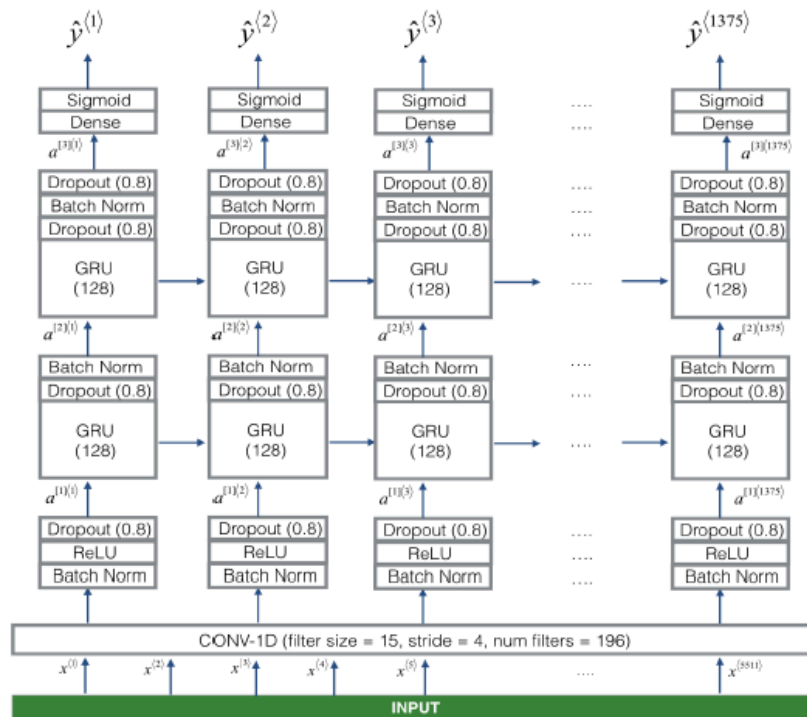 ŷ⟨1⟩ ŷ⟨2⟩ ŷ⟨3⟩ ŷ⟨1375⟩
Sigmoid Sigmoid Sigmoid .... Sigmoid
Dense Dense Dense .... Dense
a[3]⟨1⟩ a[3]⟨2⟩ a[3]⟨3⟩ a[3]⟨1375⟩
Dropout (0.8) Dropout (0.8) Dropout (0.8) .... Dropout (0.8)
Batch Norm Batch Norm Batch Norm .... Batch Norm
Dropout (0.8) Dropout (0.8) Dropout (0.8) .... Dropout (0.8)
GRU GRU GRU GRU
(128) (128) (128) .... (128)
a[2]⟨1⟩ a[2]⟨2⟩ a[2]⟨3⟩ a[2]⟨1375⟩
Batch Norm Batch Norm Batch Norm .... Batch Norm
Dropout (0.8) Dropout (0.8) Dropout (0.8) .... Dropout (0.8)
GRU GRU GRU GRU
(128) (128) (128) .... (128)
a[1]⟨1⟩ a[1]⟨2⟩ a[1]⟨3⟩ a[1]⟨1375⟩
Dropout (0.8) Dropout (0.8) Dropout (0.8) .... Dropout (0.8)
ReLU ReLU ReLU .... ReLU
Batch Norm Batch Norm Batch Norm .... Batch Norm
CONV-1D (filter size = 15, stride = 4, num filters = 196)
x⟨1⟩ x⟨2⟩ x⟨3⟩ x⟨4⟩ x⟨5⟩ .... x⟨5511⟩
INPUT